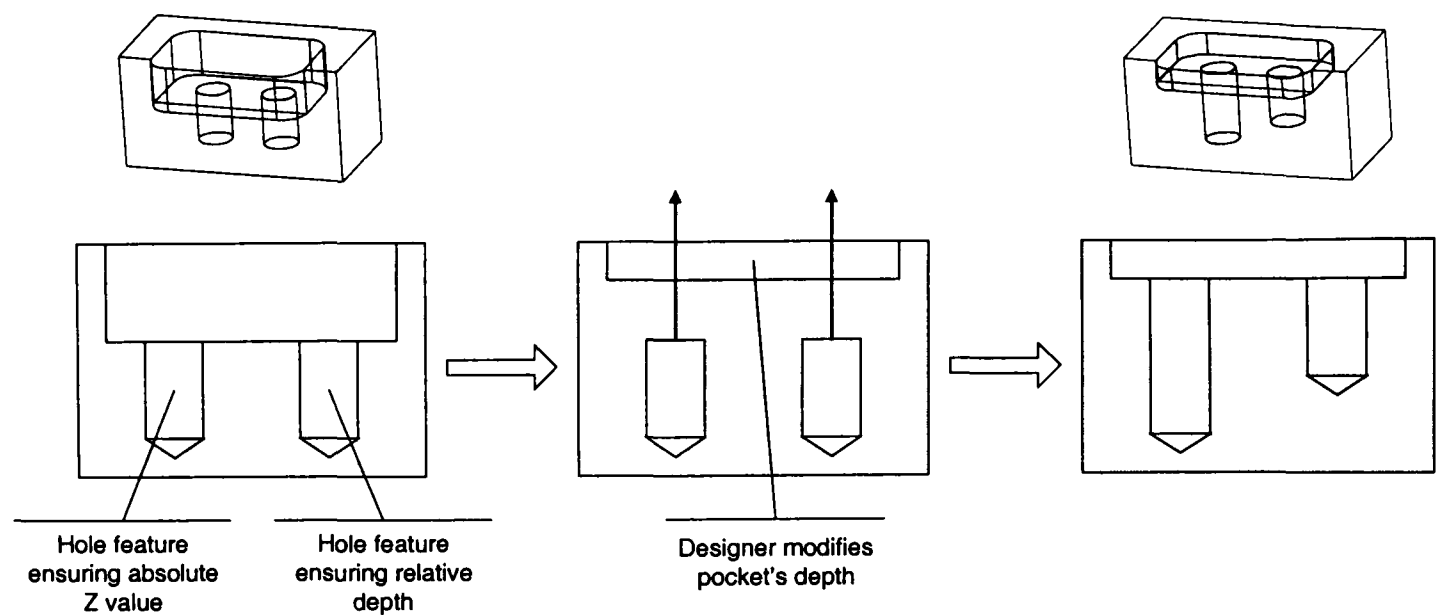 Hole feature
ensuring absolute
Z value
Hole feature
ensuring relative
depth
Designer modifies
pocket's depth